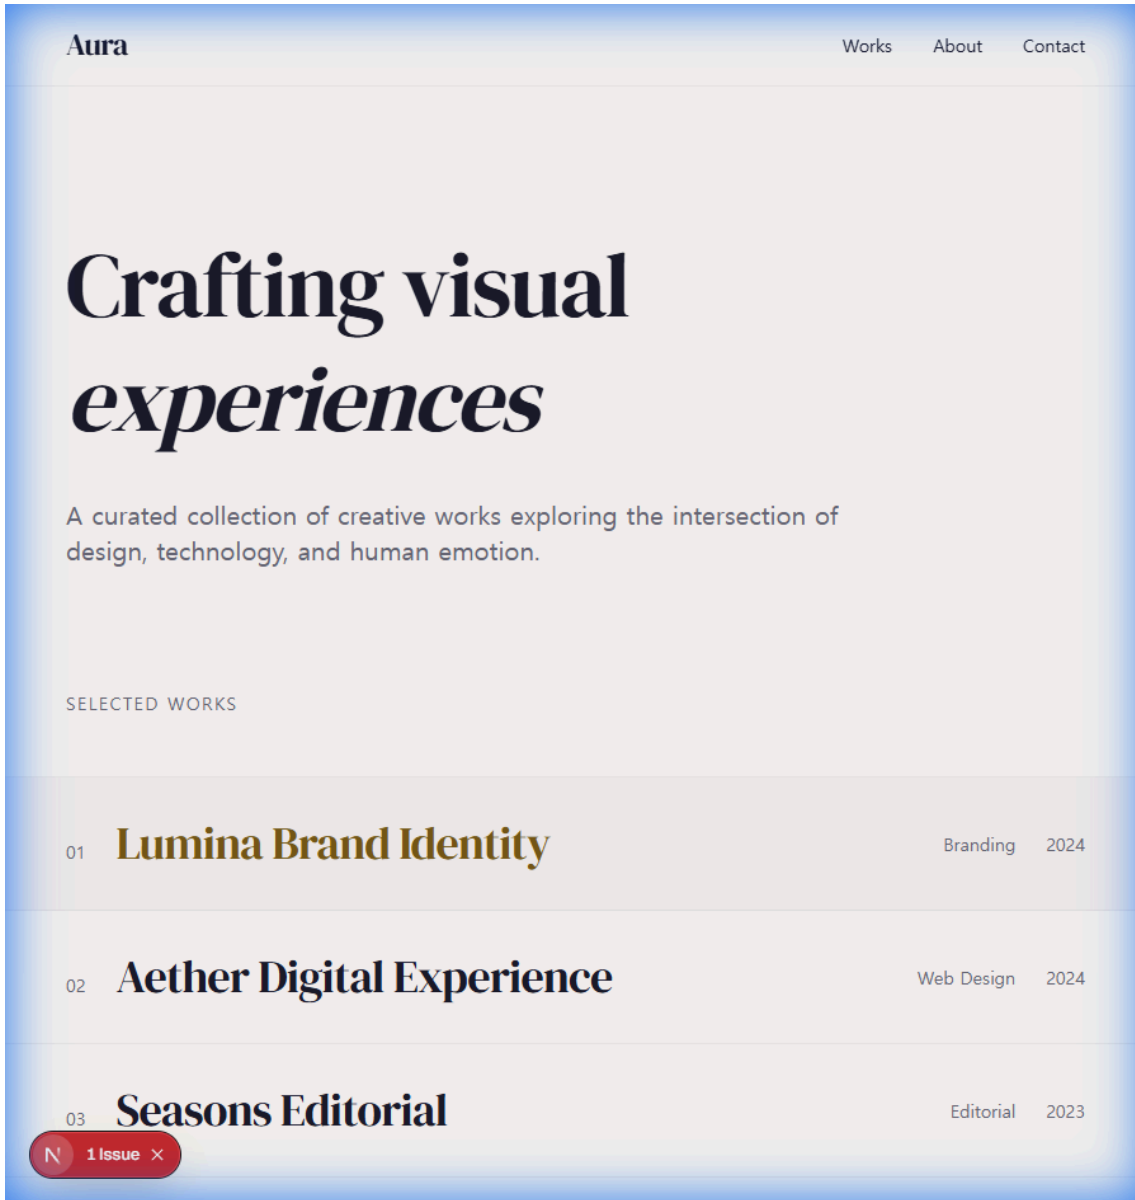 Aura
Works About Contact
Crafting visual
experiences
A curated collection of creative works exploring the intersection of
design, technology, and human emotion.
SELECTED WORKS
01 Lumina Brand Identity Branding 2024
02 Aether Digital Experience Web Design 2024
03 Seasons Editorial Editorial 2023
N 1 Issue ×